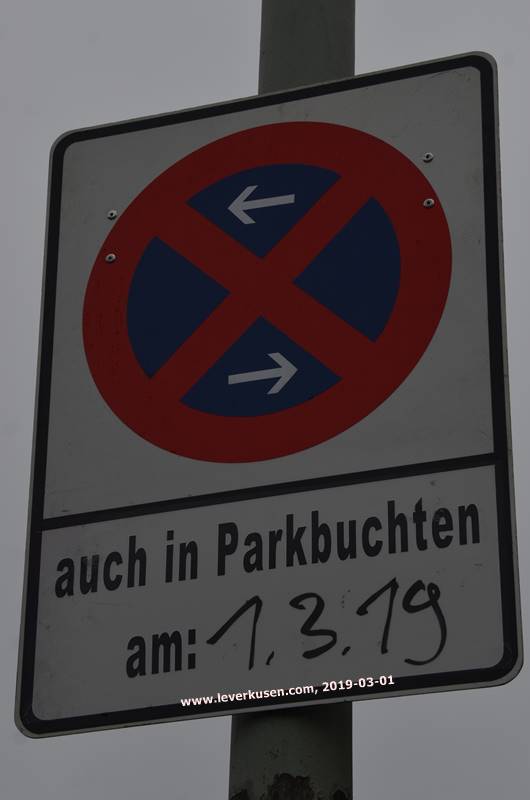 auch in Parkbuchten
am: 1.3.19
www.leverkusen.com, 2019-03-01